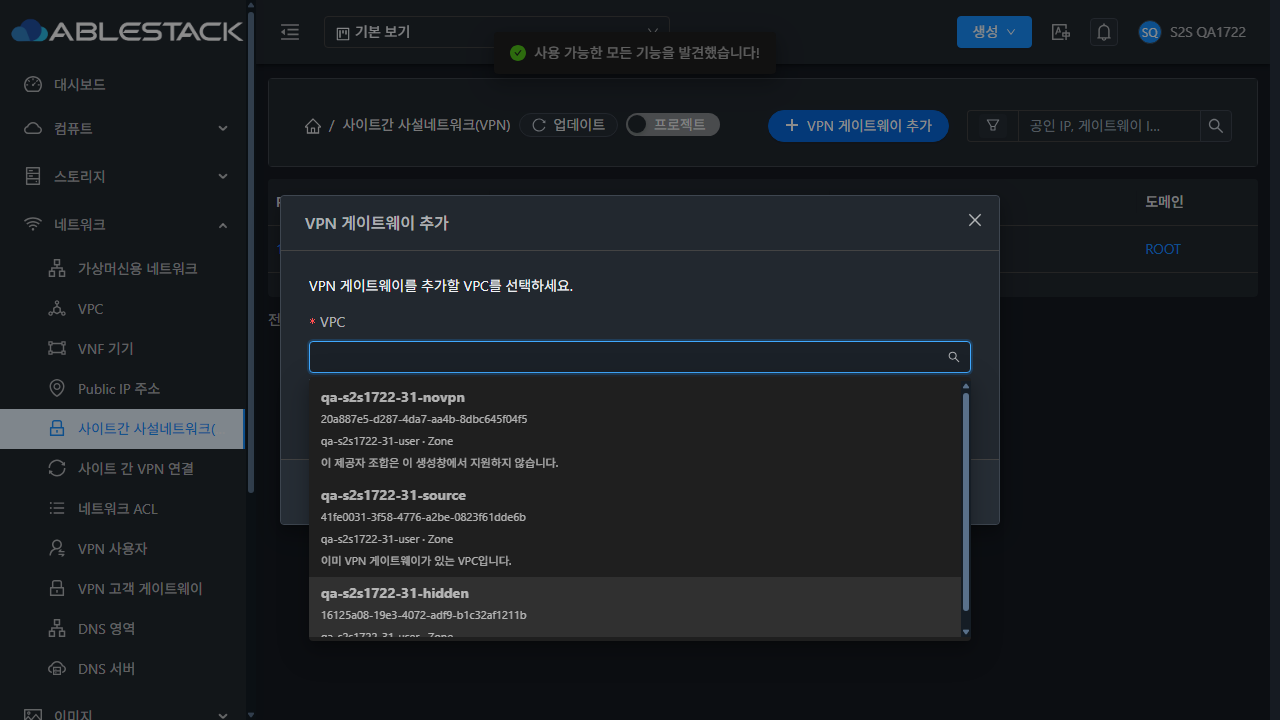 ABLESTACK
기본 보기
생성
SQ
S2S QA1722
사용 가능한 모든 기능을 발견했습니다!
대시보드
컴퓨트
스토리지
네트워크
가상머신용 네트워크
VPC
VNF 기기
Public IP 주소
사이트간 사설네트워크(
사이트 간 VPN 연결
네트워크 ACL
VPN 사용자
VPN 고객 게이트웨이
DNS 영역
DNS 서버
이미지
/ 사이트간 사설네트워크(VPN)
업데이트
프로젝트
VPN 게이트웨이 추가
공인 IP, 게이트웨이 I...
도메인
ROOT
전
VPN 게이트웨이 추가
VPN 게이트웨이를 추가할 VPC를 선택하세요.
* VPC
qa-s2s1722-31-novpn
20a887e5-d287-4da7-aa4b-8dbc645f04f5
qa-s2s1722-31-user · Zone
이 제공자 조합은 이 생성창에서 지원하지 않습니다.
qa-s2s1722-31-source
41fe0031-3f58-4776-a2be-0823f61dde6b
qa-s2s1722-31-user · Zone
이미 VPN 게이트웨이가 있는 VPC입니다.
qa-s2s1722-31-hidden
16125a08-19e3-4072-adf9-b1c32af1211b
qa-s2s1722-31-user · Zone